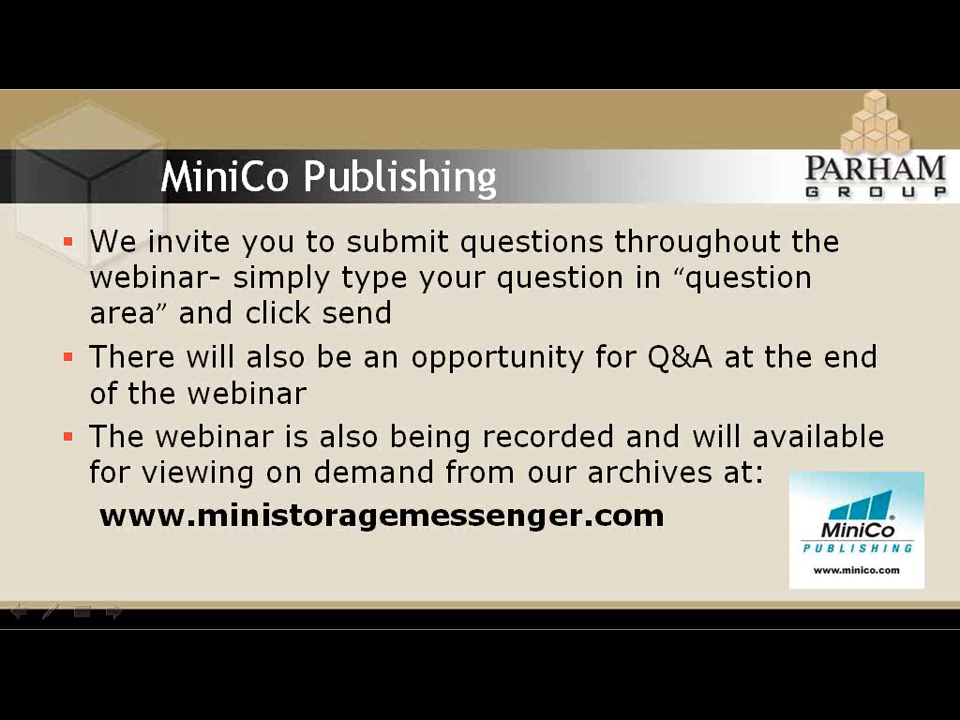 MiniCo Publishing
PARHAM
GROUP
▪ We invite you to submit questions throughout the
webinar- simply type your question in “question
area” and click send
▪ There will also be an opportunity for Q&A at the end
of the webinar
▪ The webinar is also being recorded and will available
for viewing on demand from our archives at:
www.ministoragemessenger.com
MiniCo®
PUBLISHING
www.minico.com